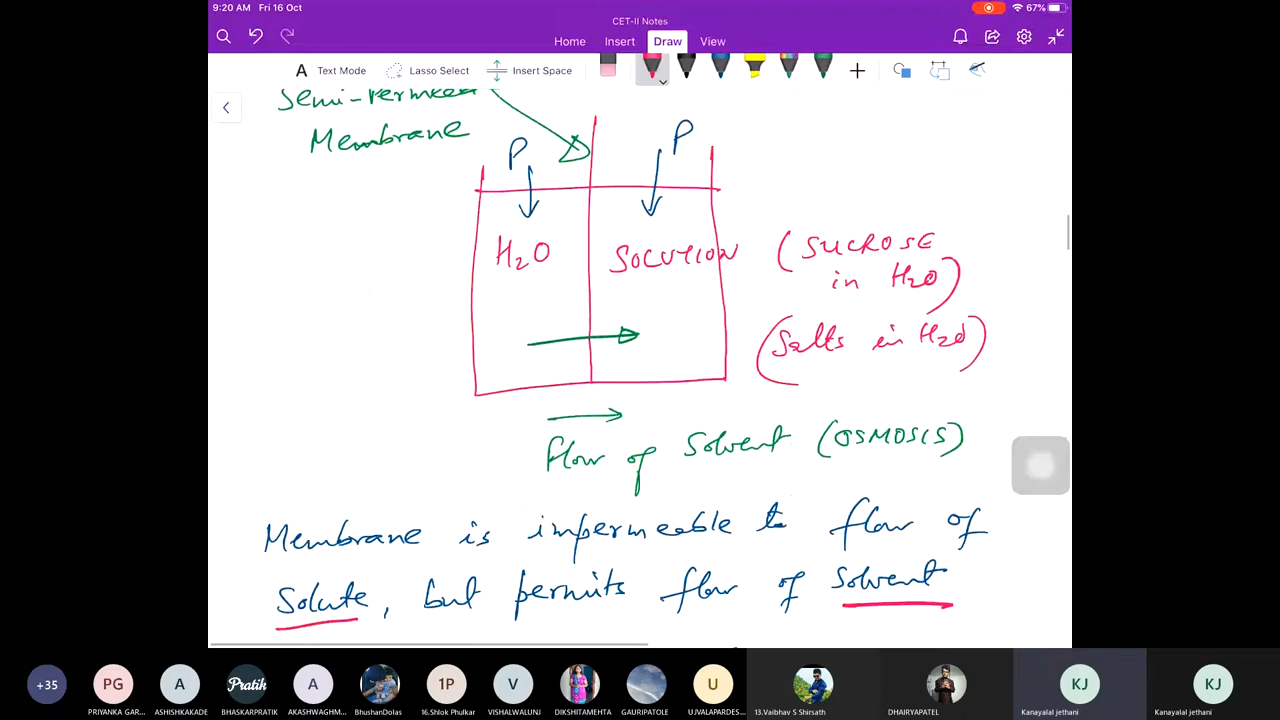 9:20 AM Fri 16 Oct
67%
CET-II Notes
Home Insert Draw View
A Text Mode Lasso Select Insert Space
Semi-Permeab
Membrane
P P
H2O SOLUTION (SUCROSE
in H2O)
(Salts in H2O)
Flow of Solvent (OSMOSIS)
Membrane is impermeable to flow of
Solute, but permits flow of Solvent
+35 PG A A 1P V U KJ KJ
PRIYANKA GAR... ASHISHKAKADE BHASKARPRATIK AKASHWAGHM... BhushanDolas 16.Shlok Phulkar VISHALWALUNJ DIKSHITAMEHTA GAURIPATOLE UJVALAPARDES... 13.Vaibhav S Shirsath DHAIRYAPATEL Kanayalal jethani Kanayalal jethani